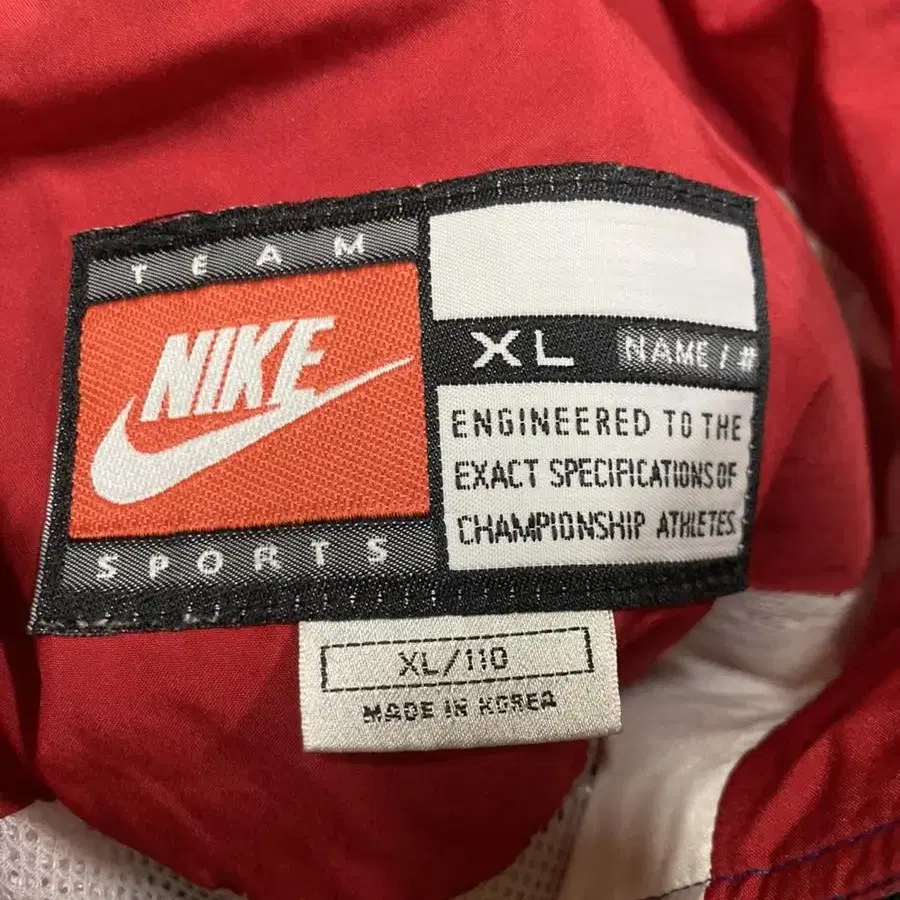 TEAM
NIKE
SPORTS
XL NAME / #
ENGINEERED TO THE
EXACT SPECIFICATIONS OF
CHAMPIONSHIP ATHLETES.
XL/110
MADE IN KOREA